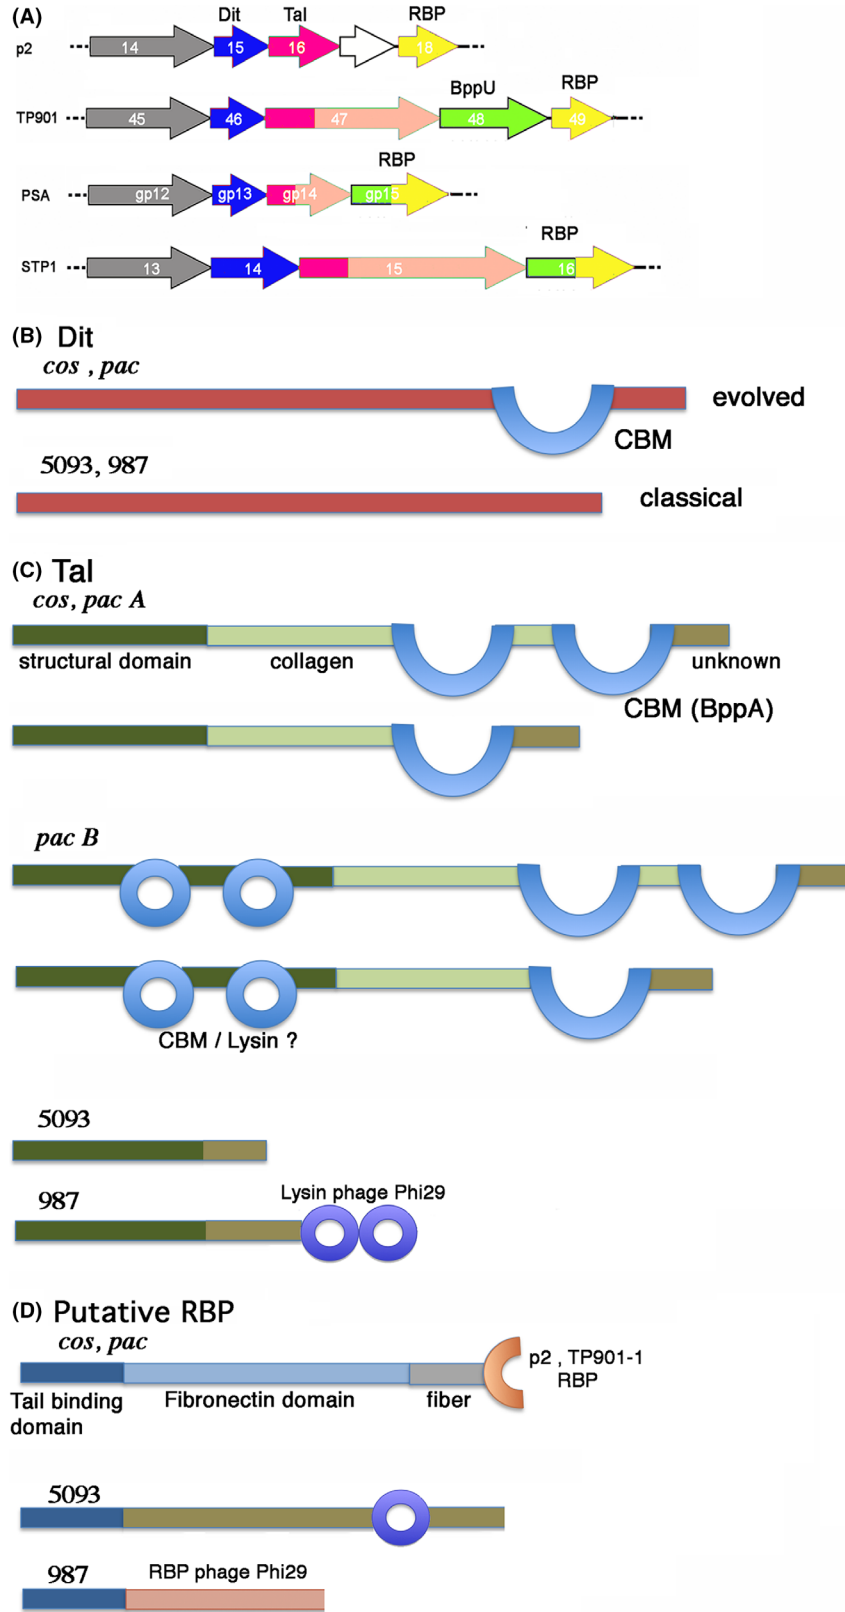 (A)
Dit Tal RBP
p2 14 15 16 18
BppU RBP
TP901 45 46 47 48 49
RBP
PSA gp12 gp13 gp14 gp15
RBP
STP1 13 14 15 16
(B) Dit
cos , pac
evolved
CBM
5093, 987
classical
(C) Tal
cos, pac A
structural domain collagen unknown
CBM (BppA)
pac B
CBM / Lysin ?
5093
987 Lysin phage Phi29
(D) Putative RBP
cos, pac
p2 , TP901-1
RBP
Tail binding
domain
Fibronectin domain fiber
5093
987 RBP phage Phi29